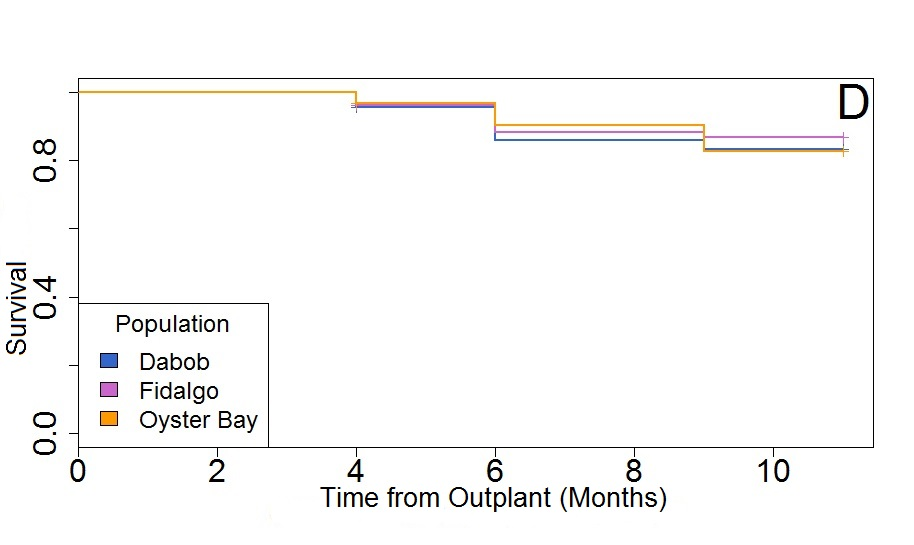 D
0.8
0.4
0.0
Survival
Population
Dabob
Fidalgo
Oyster Bay
0 2 4 6 8 10
Time from Outplant (Months)